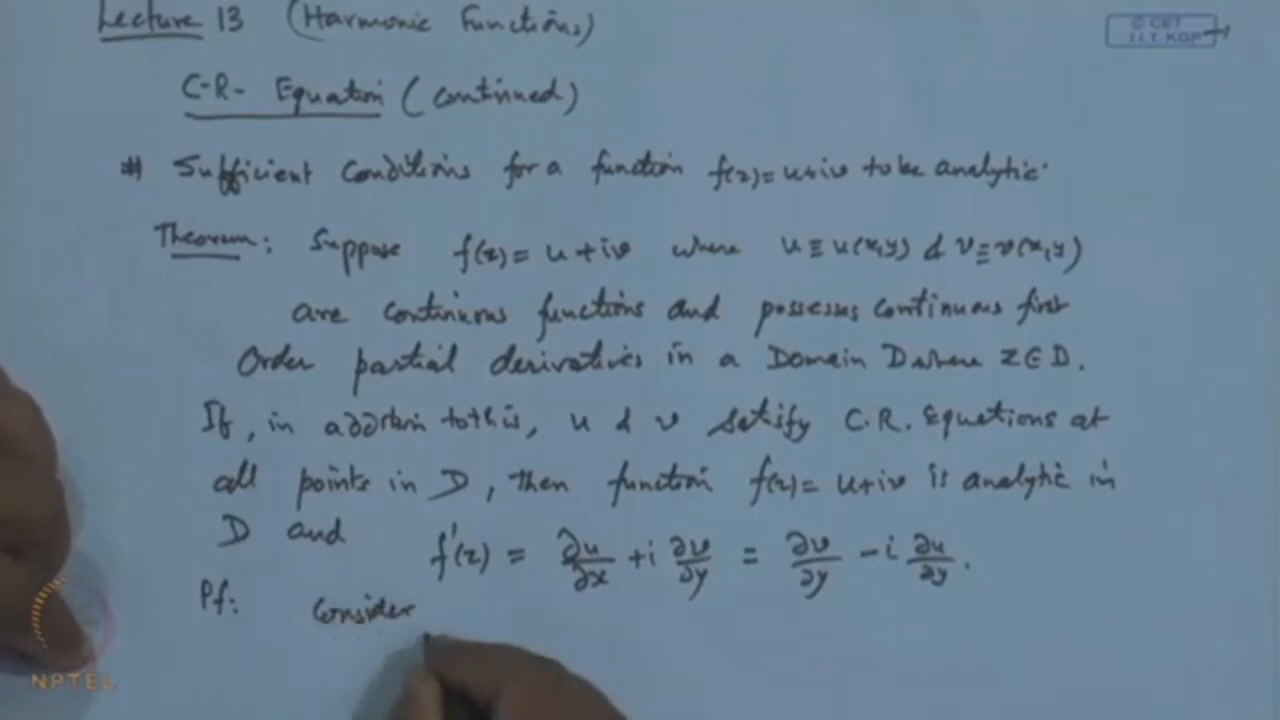 Lecture 13 (Harmonic Functions)
© CET
I.I.T. KGP
C-R- Equation (continued)
# Sufficient Conditions for a function f(z)= u+iv to be analytic.
Theorem: Suppose f(z)= u+iv where u≡u(x,y) & v≡v(x,y)
are continuous functions and possesses continuous first
Order partial derivatives in a Domain D where z∈D.
If, in addition to this, u & v satisfy C.R. Equations at
all points in D, then function f(z)= u+iv is analytic in
D and f'(z) = ∂u/∂x + i ∂v/∂y = ∂v/∂y - i ∂u/∂y.
Pf: Consider
NPTEL